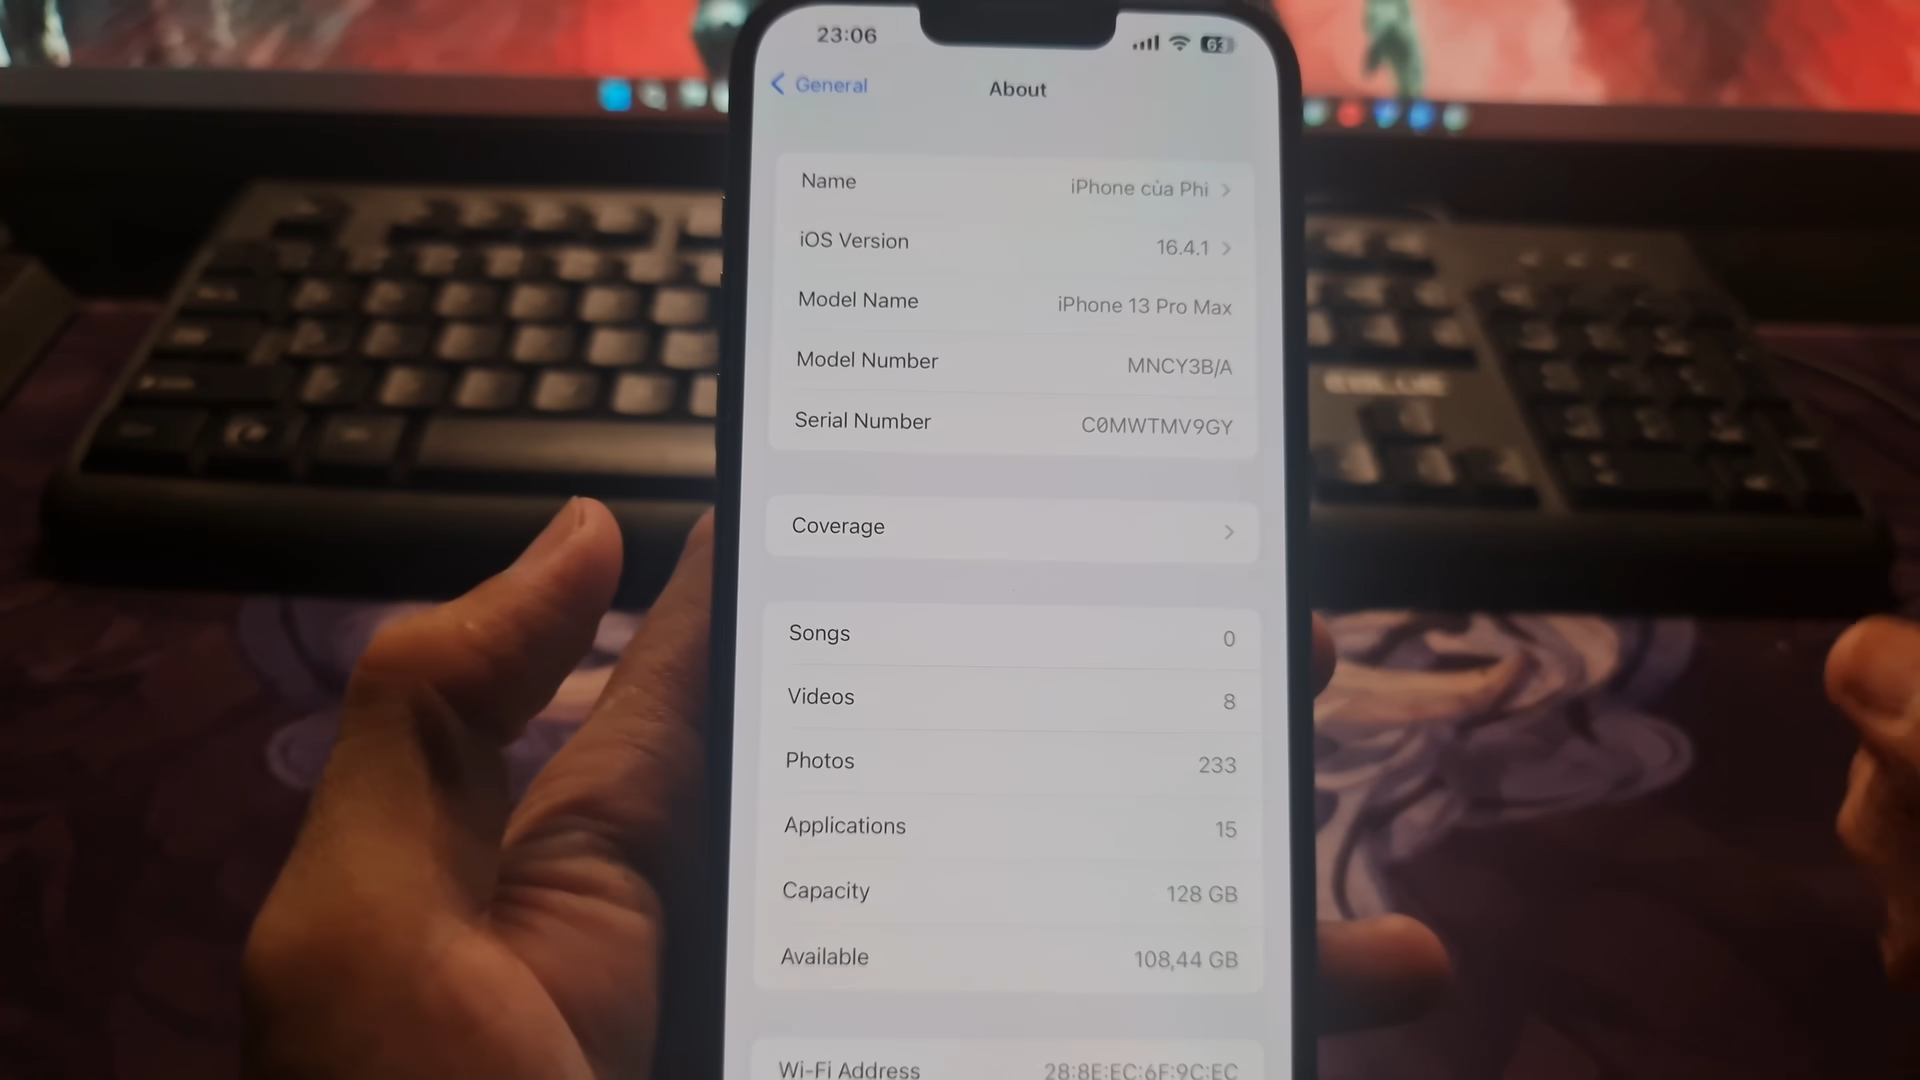 23:06
63
General
About
Name iPhone của Phi
iOS Version 16.4.1
Model Name iPhone 13 Pro Max
Model Number MNCY3B/A
Serial Number C0MWTMV9GY
Coverage
Songs 0
Videos 8
Photos 233
Applications 15
Capacity 128 GB
Available 108,44 GB
Wi-Fi Address 28:8E:EC:6F:9C:EC